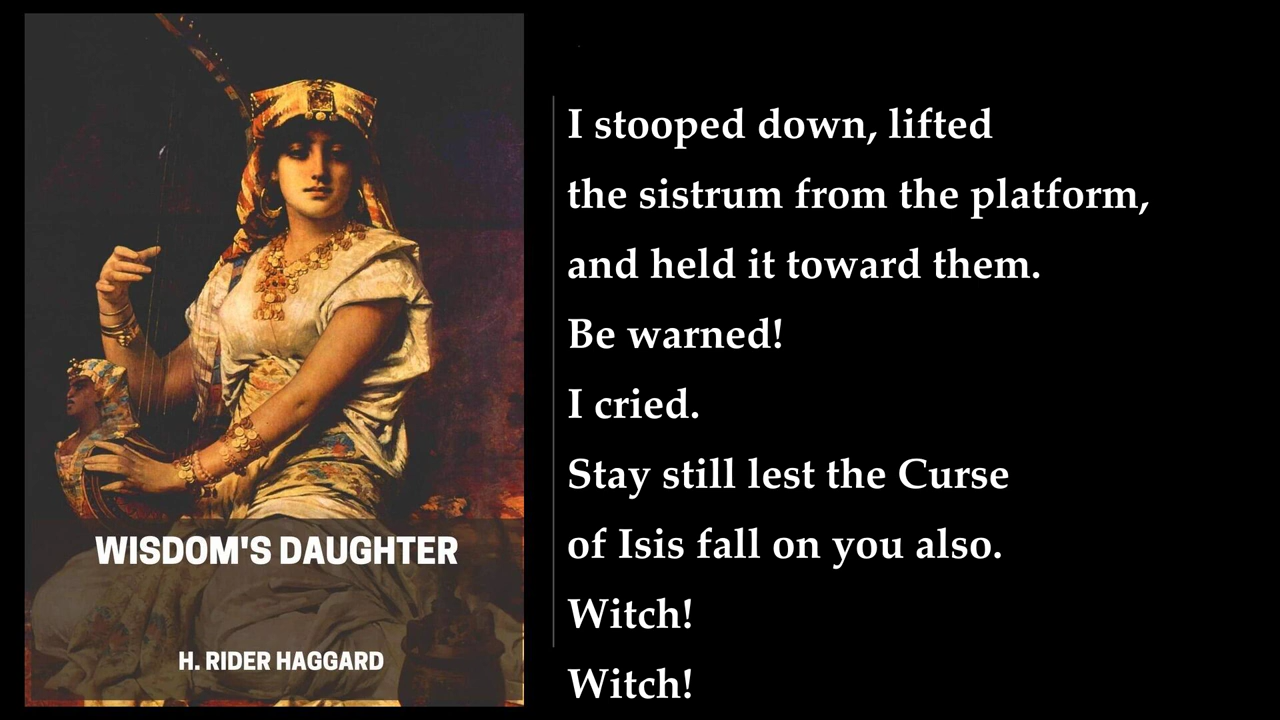 WISDOM'S DAUGHTER
H. RIDER HAGGARD
I stooped down, lifted
the sistrum from the platform,
and held it toward them.
Be warned!
I cried.
Stay still lest the Curse
of Isis fall on you also.
Witch!
Witch!